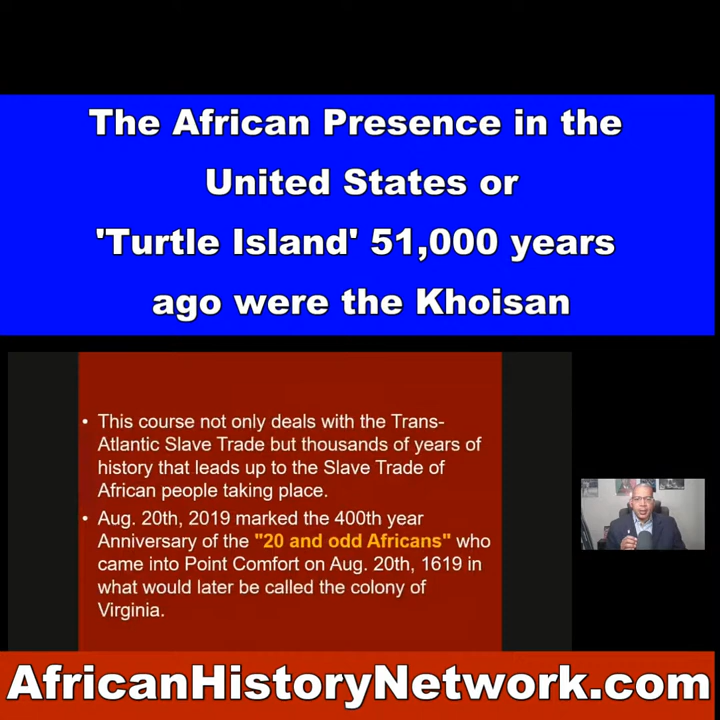 The African Presence in the
United States or
'Turtle Island' 51,000 years
ago were the Khoisan
• This course not only deals with the Trans-
Atlantic Slave Trade but thousands of years of
history that leads up to the Slave Trade of
African people taking place.
• Aug. 20th, 2019 marked the 400th year
Anniversary of the "20 and odd Africans" who
came into Point Comfort on Aug. 20th, 1619 in
what would later be called the colony of
Virginia.
AfricanHistoryNetwork.com